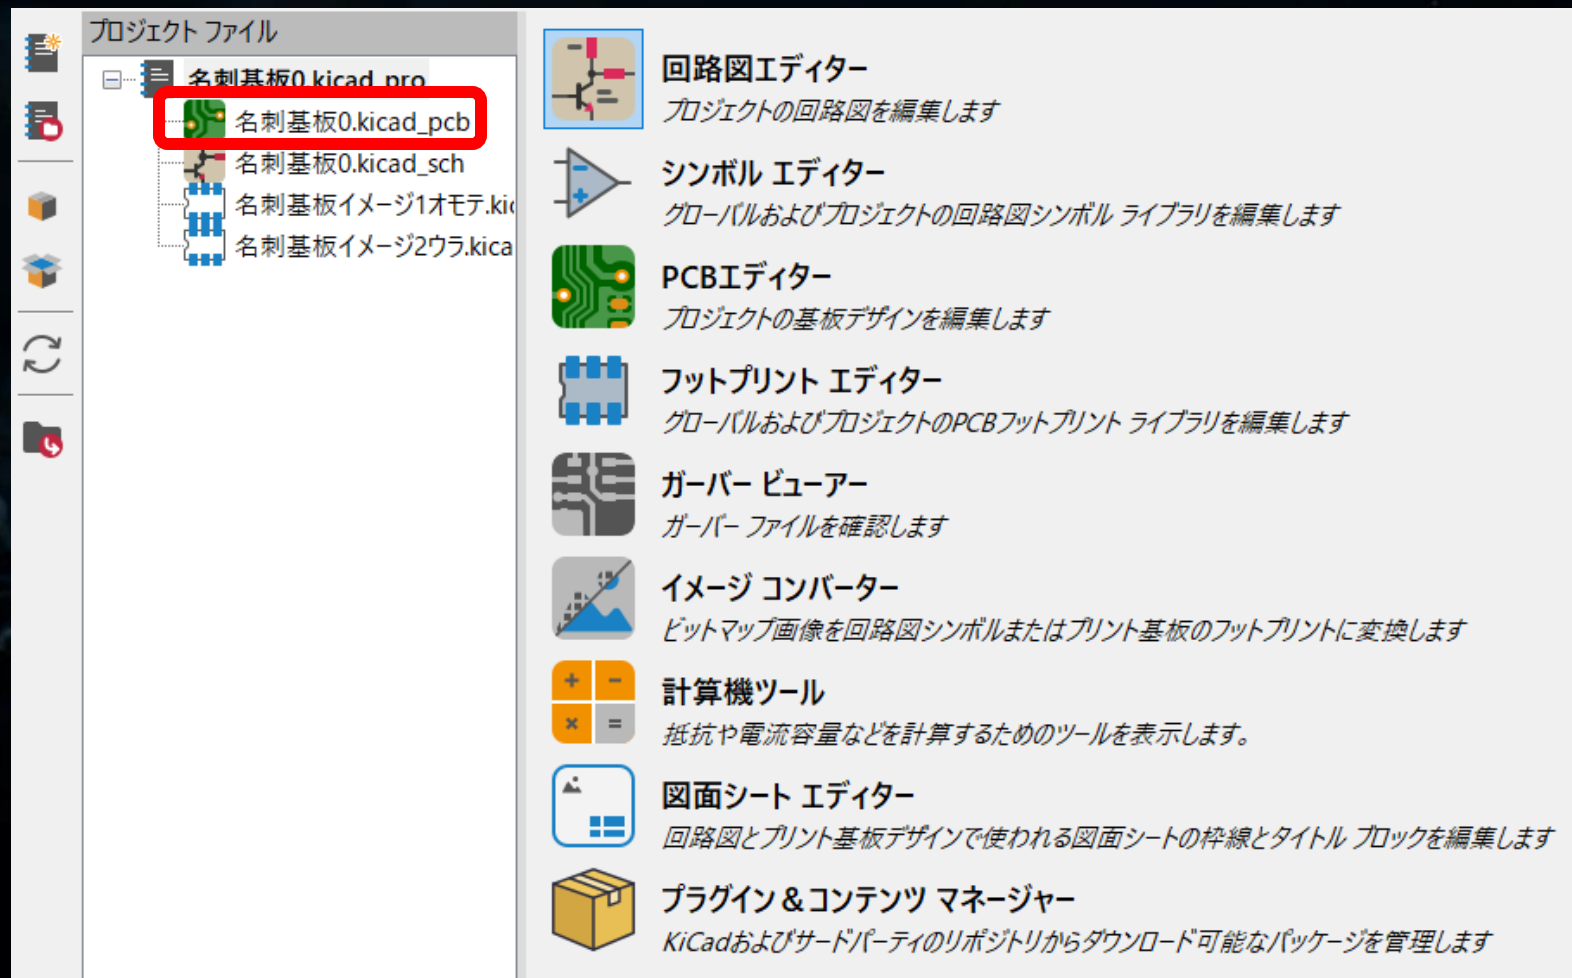 プロジェクト ファイル
名刺基板0.kicad_pro
名刺基板0.kicad_pcb
名刺基板0.kicad_sch
名刺基板イメージ1オモテ.kic
名刺基板イメージ2ウラ.kica
回路図エディター
プロジェクトの回路図を編集します
シンボル エディター
グローバルおよびプロジェクトの回路図シンボル ライブラリを編集します
PCBエディター
プロジェクトの基板デザインを編集します
フットプリント エディター
グローバルおよびプロジェクトのPCBフットプリント ライブラリを編集します
ガーバー ビューアー
ガーバー ファイルを確認します
イメージ コンバーター
ビットマップ画像を回路図シンボルまたはプリント基板のフットプリントに変換します
計算機ツール
抵抗や電流容量などを計算するためのツールを表示します。
図面シート エディター
回路図とプリント基板デザインで使われる図面シートの枠線とタイトル ブロックを編集します
プラグイン＆コンテンツ マネージャー
KiCadおよびサードパーティのリポジトリからダウンロード可能なパッケージを管理します